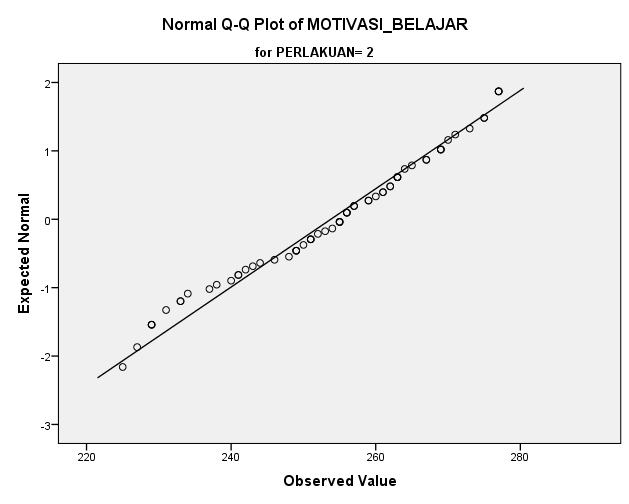 Normal Q-Q Plot of MOTIVASI_BELAJAR
for PERLAKUAN= 2
Expected Normal
2
1
0
-1
-2
-3
220
240
260
280
Observed Value